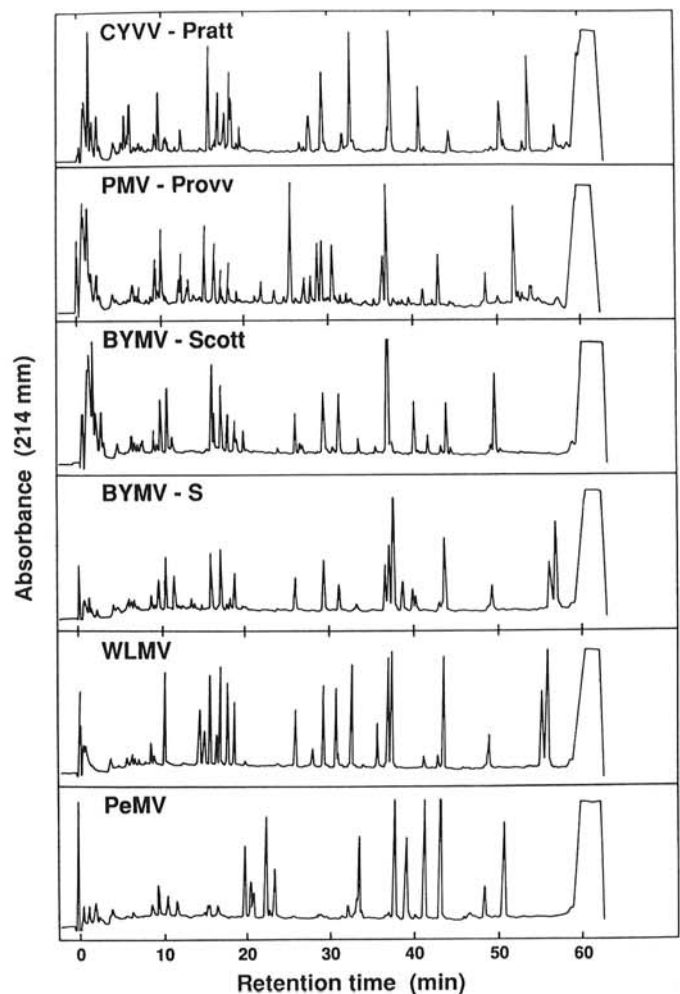 CYVV - Pratt
PMV - Provv
BYMV - Scott
BYMV - S
WLMV
PeMV
Absorbance (214 mm)
0 10 20 30 40 50 60
Retention time (min)